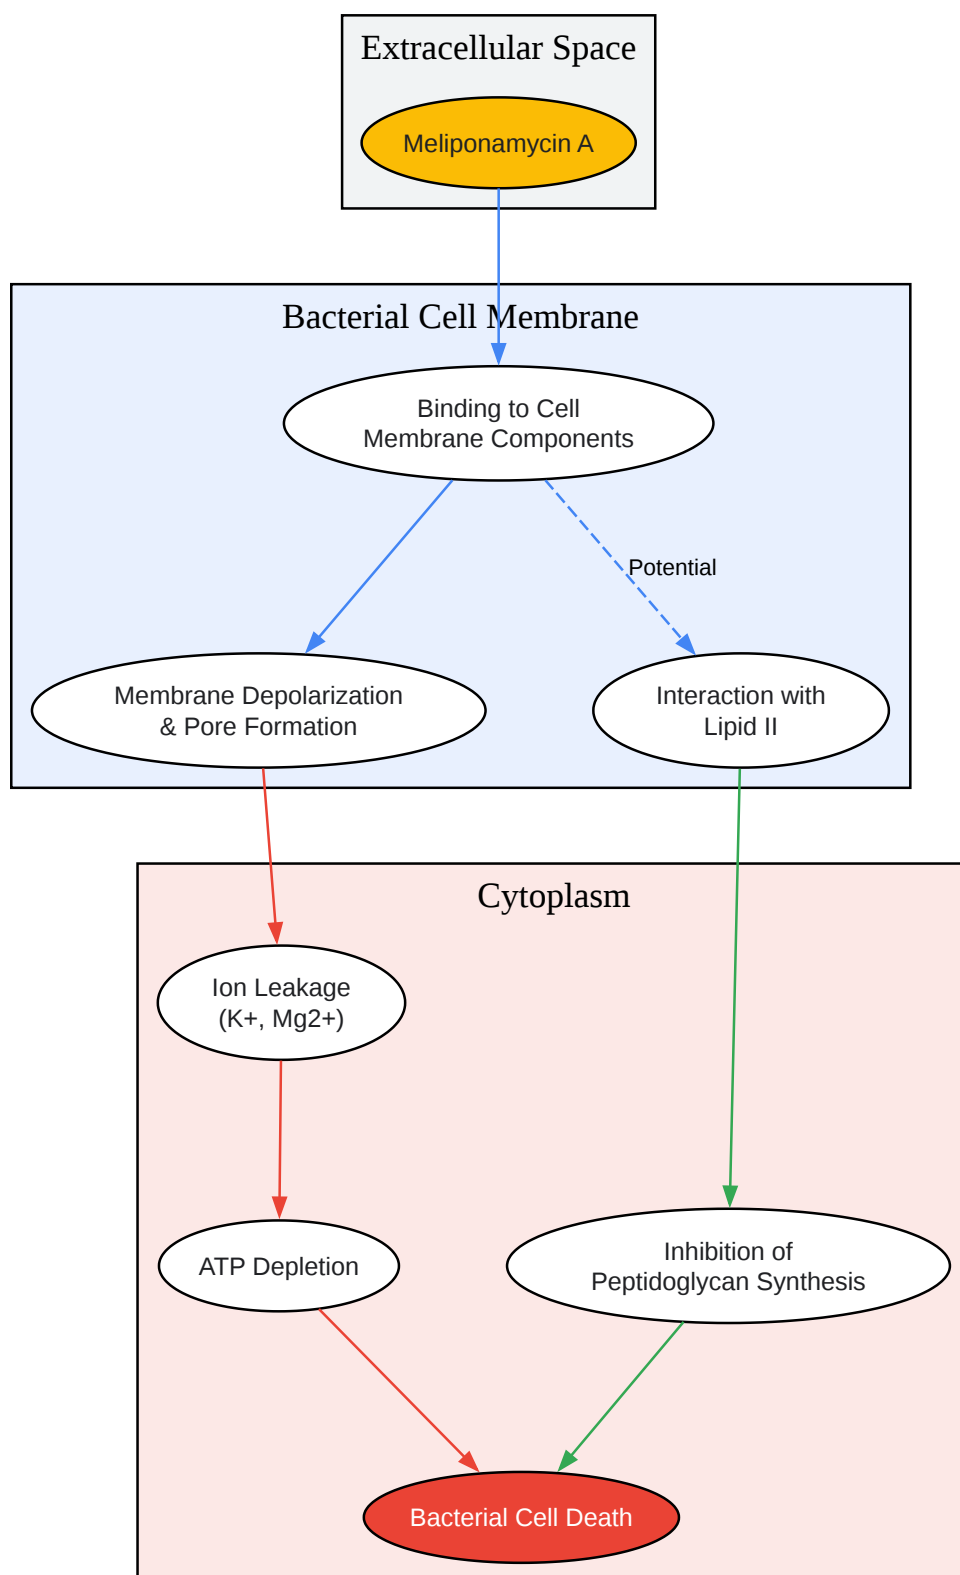 Extracellular Space
Meliponamycin A
Bacterial Cell Membrane
Binding to Cell
Membrane Components
Potential
Membrane Depolarization
& Pore Formation
Interaction with
Lipid II
Cytoplasm
Ion Leakage
(K+, Mg2+)
ATP Depletion
Inhibition of
Peptidoglycan Synthesis
Bacterial Cell Death